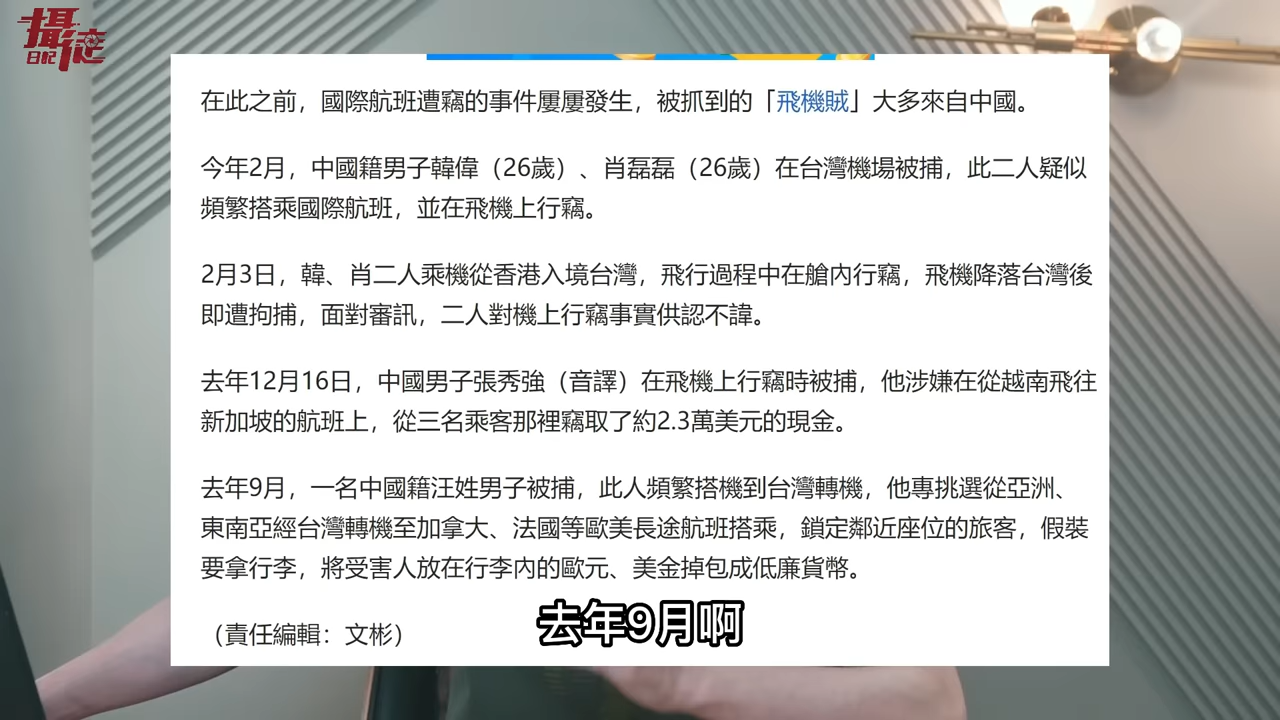 攝徒日記
在此之前，國際航班遭竊的事件屢屢發生，被抓到的「飛機賊」大多來自中國。
今年2月，中國籍男子韓偉（26歲）、肖磊磊（26歲）在台灣機場被捕，此二人疑似
頻繁搭乘國際航班，並在飛機上行竊。
2月3日，韓、肖二人乘機從香港入境台灣，飛行過程中在艙內行竊，飛機降落台灣後
即遭拘捕，面對審訊，二人對機上行竊事實供認不諱。
去年12月16日，中國男子張秀強（音譯）在飛機上行竊時被捕，他涉嫌在從越南飛往
新加坡的航班上，從三名乘客那裡竊取了約2.3萬美元的現金。
去年9月，一名中國籍汪姓男子被捕，此人頻繁搭機到台灣轉機，他專挑選從亞洲、
東南亞經台灣轉機至加拿大、法國等歐美長途航班搭乘，鎖定鄰近座位的旅客，假裝
要拿行李，將受害人放在行李內的歐元、美金掉包成低廉貨幣。
（責任編輯：文彬）
去年9月啊